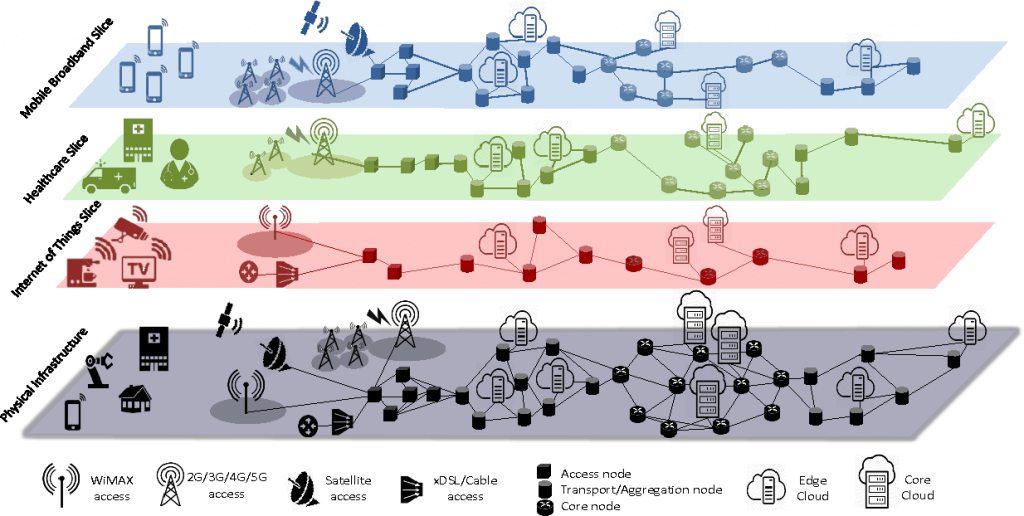 Mobile Broadband Slice
Healthcare Slice
Internet of Things Slice
TV
Physical Infrastructure
WiMAX
access
2G/3G/4G/5G
access
Satellite
access
xDSL/Cable
access
Access node
Transport/Aggregation node
Core node
Edge
Cloud
Core
Cloud